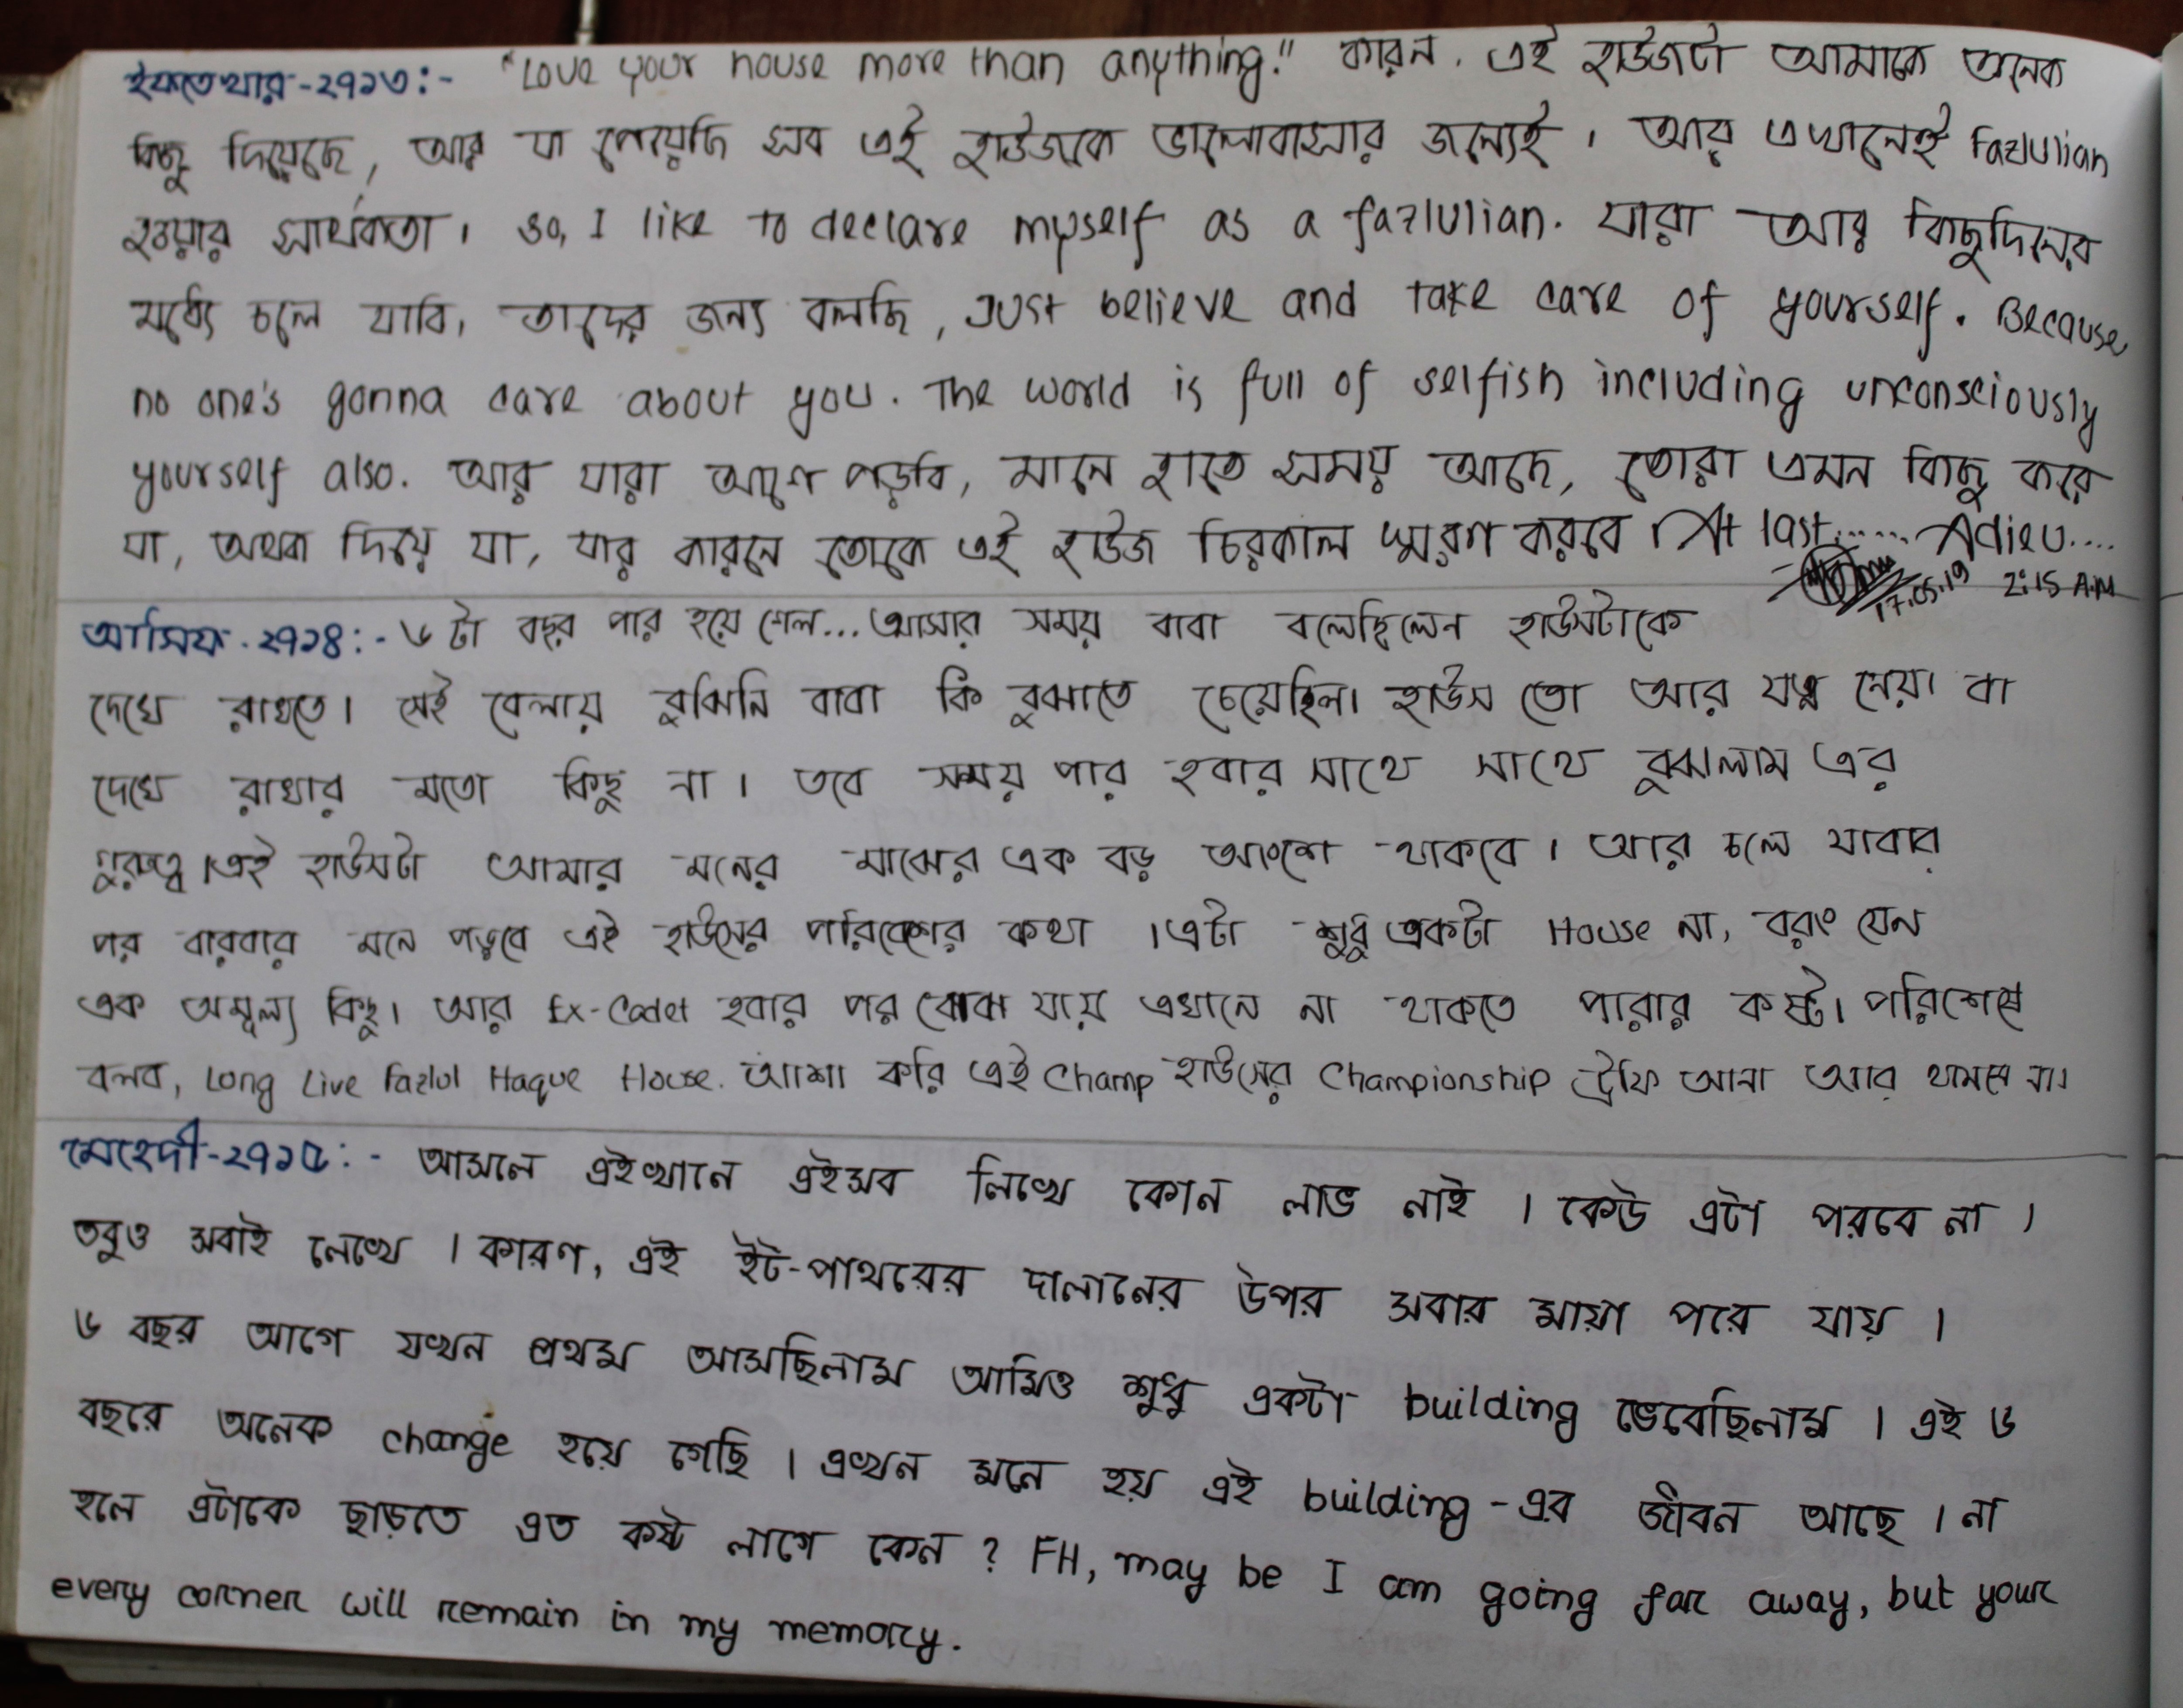 ইফতেখার-২৭১৩:- "Love your house more than anything." কারন, এই হাউজটা আমাকে অনেক
কিছু দিয়েছে, আর যা পেয়েছি সব এই হাউজকে ভালোবাসার জন্যেই। আর এখানেই Fazlulian
হওয়ার সার্থকতা। so, I like to declare myself as a fazlulian. যারা আর কিছুদিনের
মধ্যে চলে যাবি, তাদের জন্য বলছি, Just believe and take care of yourself. Because
no one's gonna care about you. The world is full of selfish including unconsciously
yourself also. আর যারা আগে পড়বি, মানে হাতে সময় আছে, তোরা এমন কিছু করে
যা, অথবা দিয়ে যা, যার কারনে তোকে এই হাউজ চিরকাল স্মরণ করবে। At last...... Adieu....
17.05.19 2:15 A.M
আসিফ-২৭১৪:- ৬ টা বছর পার হয়ে গেল... আসার সময় বাবা বলেছিলেন হাউসটাকে
দেখে রাখতে। সেই বেলায় বুঝিনি বাবা কি বুঝাতে চেয়েছিল। হাউস তো আর যত্ন নেয়া বা
দেখে রাখার মতো কিছু না। তবে সময় পার হবার সাথে সাথে বুঝলাম এর
গুরুত্ব। এই হাউসটা আমার মনের মাঝের এক বড় অংশে থাকবে। আর চলে যাবার
পর বারবার মনে পড়বে এই হাউসের পরিবেশের কথা। এটা শুধু একটা House না, বরং যেন
এক অমূল্য কিছু। আর Ex-Cadet হবার পর বোঝা যায় এখানে না থাকতে পারার কষ্ট। পরিশেষে
বলব, Long Live Fazlul Haque House. আশা করি এই Champ হাউসের Championship ট্রফি আনা আর থামবে না।
মেহেদী-২৭১৫:- আসলে এইখানে এইসব লিখে কোন লাভ নাই। কেউ এটা পরবে না।
তবুও সবাই লেখে। কারণ, এই ইট-পাথরের দালানের উপর সবার মায়া পরে যায়।
৬ বছর আগে যখন প্রথম আসছিলাম আমিও শুধু একটা building ভেবেছিলাম। এই ৬
বছরে অনেক change হয়ে গেছি। এখন মনে হয় এই building-এর জীবন আছে। না
হলে এটাকে ছাড়তে এত কষ্ট লাগে কেন? FH, may be I am going far away, but your
every corner will remain in my memory.